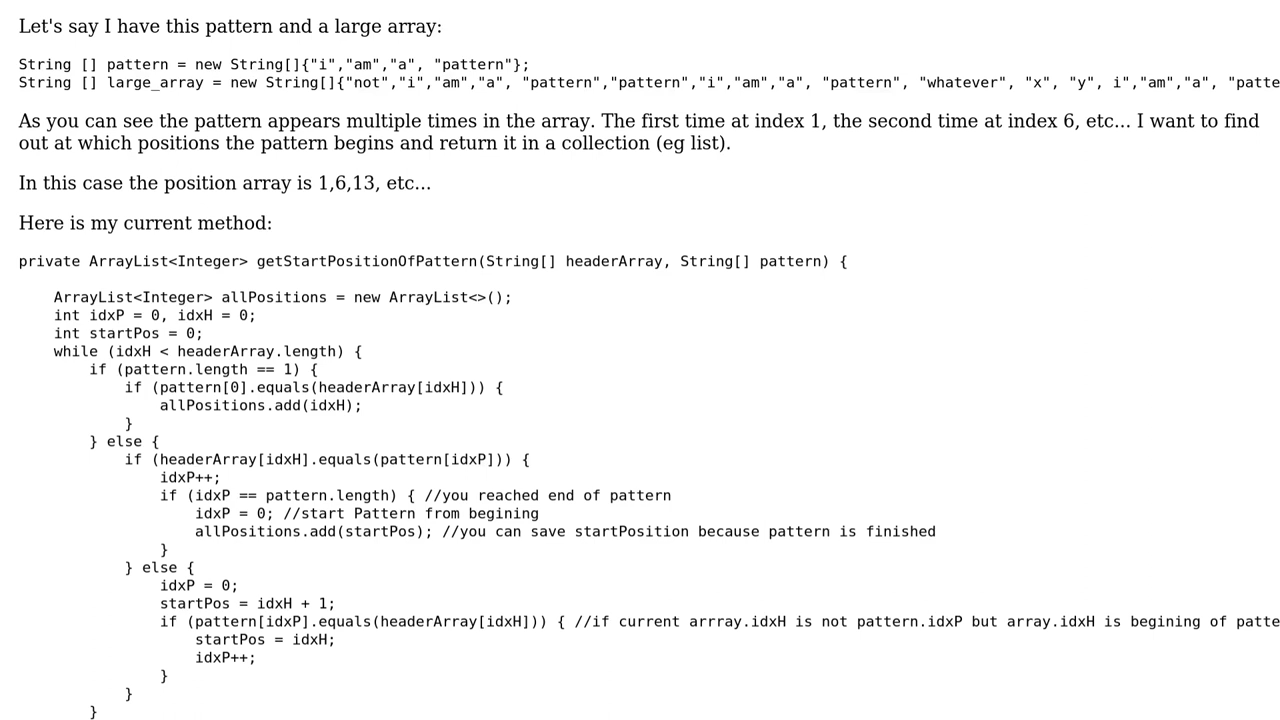 Let's say I have this pattern and a large array:
String [] pattern = new String[]{"i","am","a", "pattern"};
String [] large_array = new String[]{"not","i","am","a", "pattern","pattern","i","am","a", "pattern", "whatever", "x", "y", i","am","a", "patte
As you can see the pattern appears multiple times in the array. The first time at index 1, the second time at index 6, etc... I want to find
out at which positions the pattern begins and return it in a collection (eg list).
In this case the position array is 1,6,13, etc...
Here is my current method:
private ArrayList<Integer> getStartPositionOfPattern(String[] headerArray, String[] pattern) {
    ArrayList<Integer> allPositions = new ArrayList<>();
    int idxP = 0, idxH = 0;
    int startPos = 0;
    while (idxH < headerArray.length) {
        if (pattern.length == 1) {
            if (pattern[0].equals(headerArray[idxH])) {
                allPositions.add(idxH);
            }
        } else {
            if (headerArray[idxH].equals(pattern[idxP])) {
                idxP++;
                if (idxP == pattern.length) { //you reached end of pattern
                    idxP = 0; //start Pattern from begining
                    allPositions.add(startPos); //you can save startPosition because pattern is finished
                }
            } else {
                idxP = 0;
                startPos = idxH + 1;
                if (pattern[idxP].equals(headerArray[idxH])) { //if current arrray.idxH is not pattern.idxP but array.idxH is begining of patte
                    startPos = idxH;
                    idxP++;
                }
            }
        }